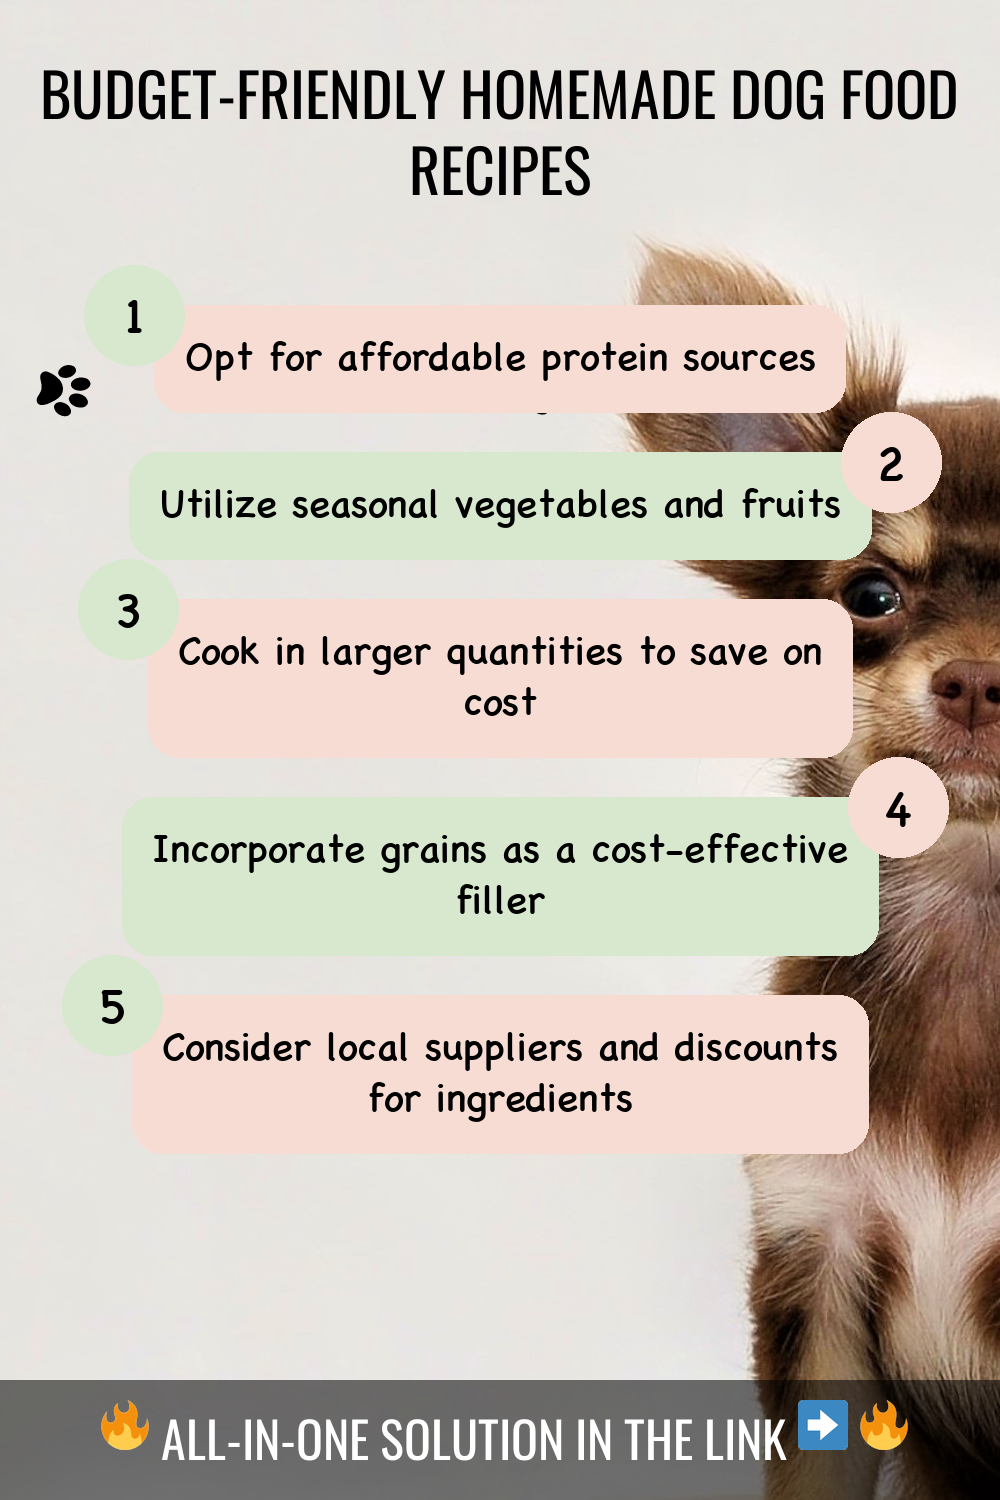 BUDGET-FRIENDLY HOMEMADE DOG FOOD
RECIPES
1
Opt for affordable protein sources
2
Utilize seasonal vegetables and fruits
3
Cook in larger quantities to save on
cost
4
Incorporate grains as a cost-effective
filler
5
Consider local suppliers and discounts
for ingredients
🔥 ALL-IN-ONE SOLUTION IN THE LINK ➡️ 🔥